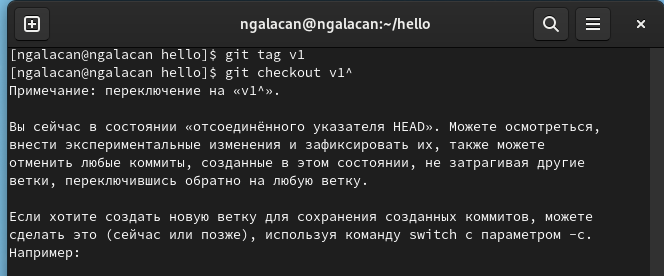 ngalacan@ngalacan:~/hello
[ngalacan@ngalacan hello]$ git tag v1
[ngalacan@ngalacan hello]$ git checkout v1^
Примечание: переключение на «v1^».
Вы сейчас в состоянии «отсоединённого указателя HEAD». Можете осмотреться,
внести экспериментальные изменения и зафиксировать их, также можете
отменить любые коммиты, созданные в этом состоянии, не затрагивая другие
ветки, переключившись обратно на любую ветку.
Если хотите создать новую ветку для сохранения созданных коммитов, можете
сделать это (сейчас или позже), используя команду switch с параметром -c.
Например: